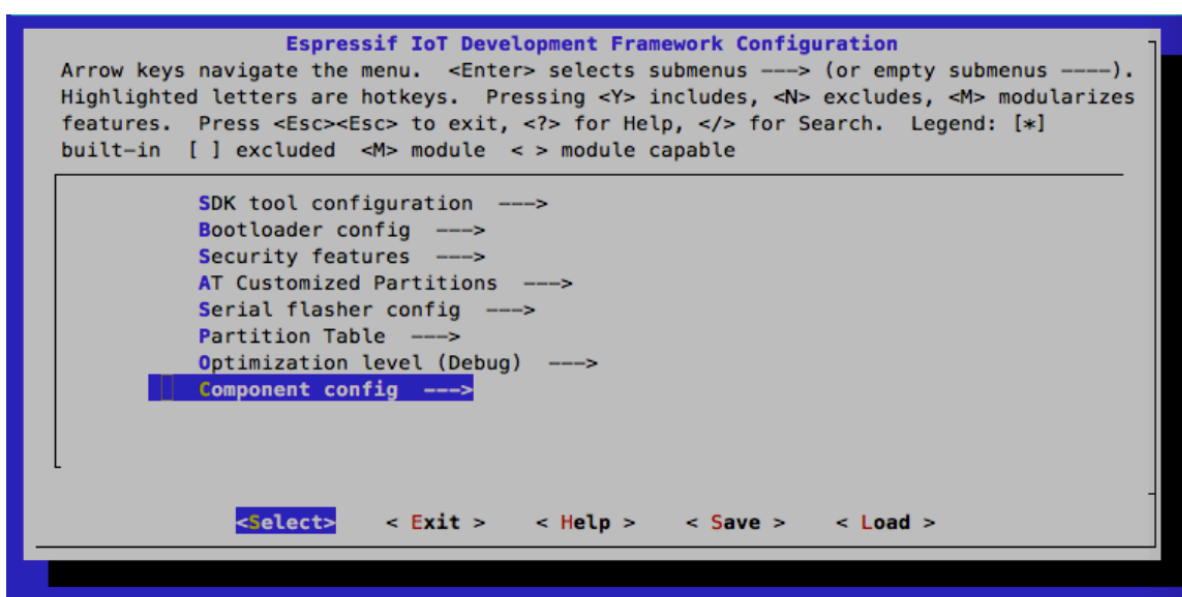 Espressif IoT Development Framework Configuration
Arrow keys navigate the menu.  <Enter> selects submenus ---> (or empty submenus ----).
Highlighted letters are hotkeys.  Pressing <Y> includes, <N> excludes, <M> modularizes
features.  Press <Esc><Esc> to exit, <?> for Help, </> for Search.  Legend: [*]
built-in  [ ] excluded  <M> module  < > module capable
SDK tool configuration  --->
Bootloader config  --->
Security features  --->
AT Customized Partitions  --->
Serial flasher config  --->
Partition Table  --->
Optimization level (Debug)  --->
Component config  --->
<Select>    < Exit >    < Help >    < Save >    < Load >